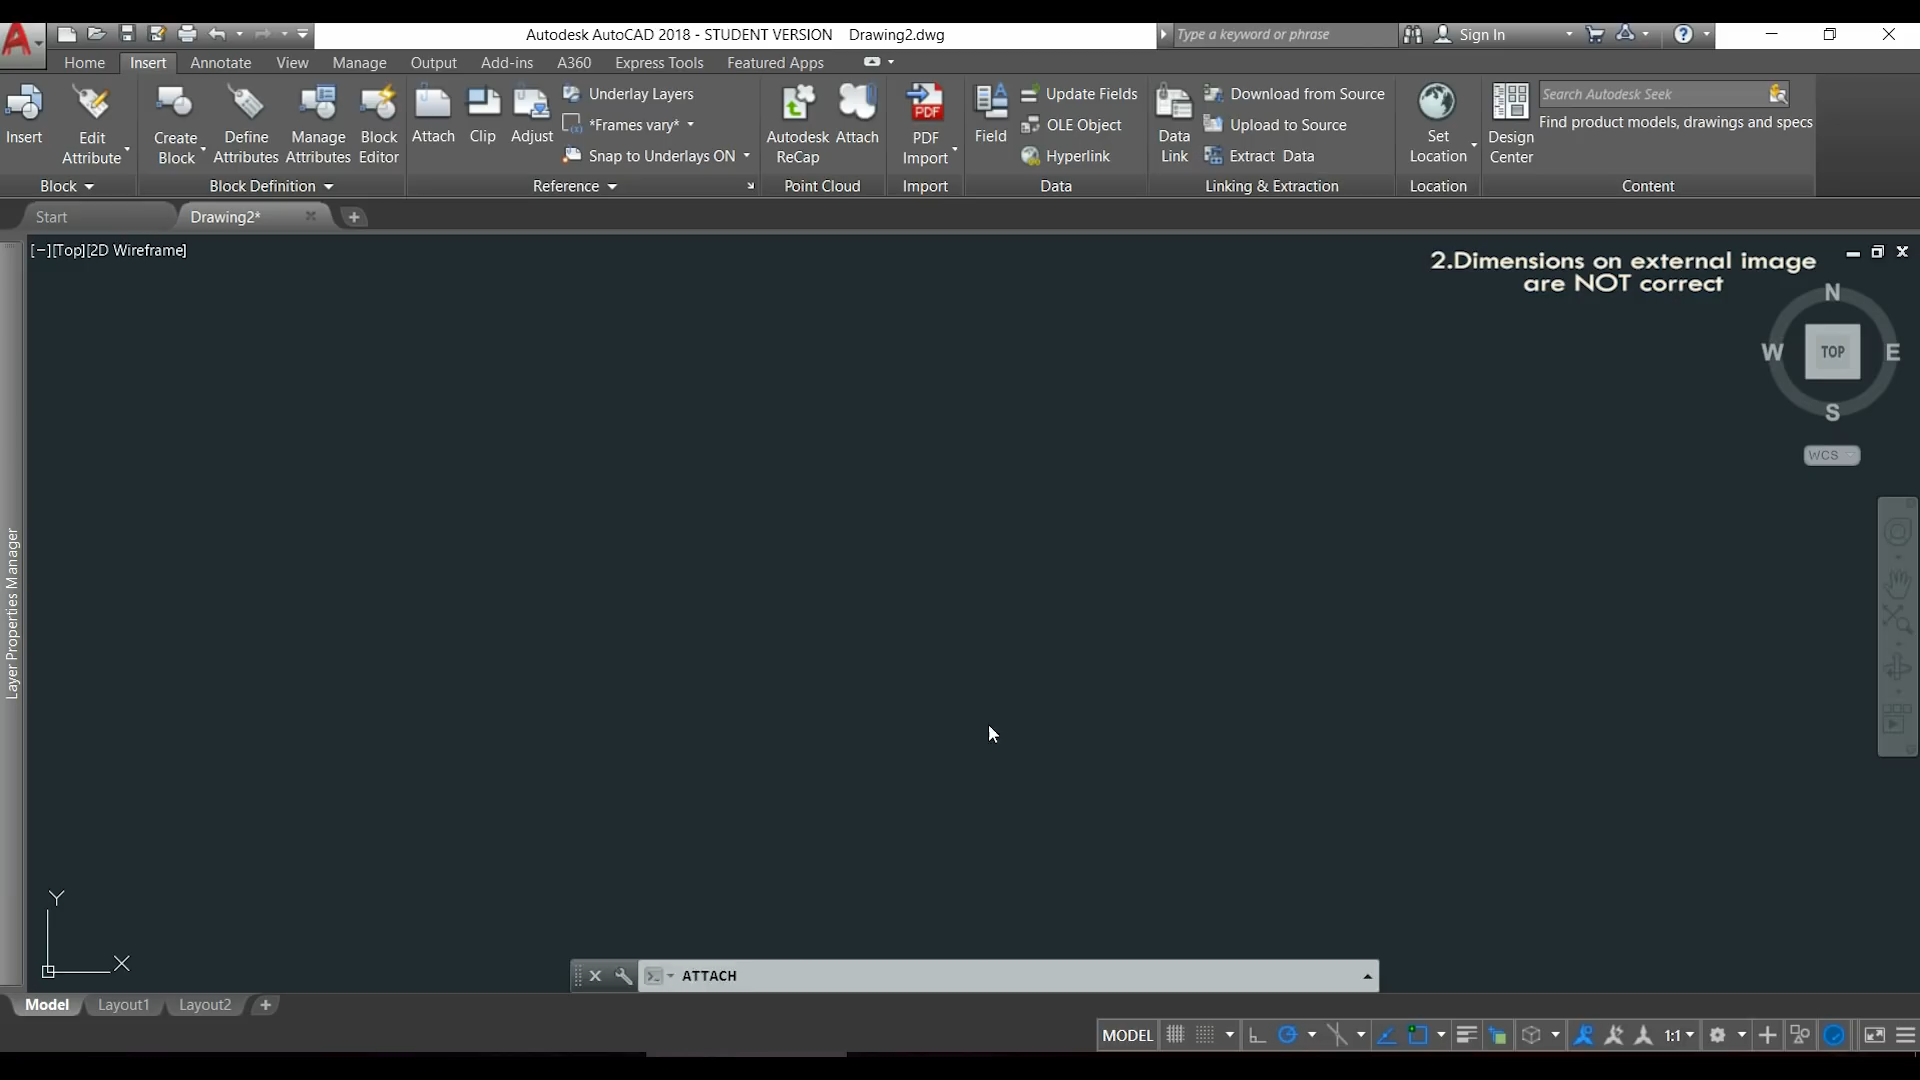 Autodesk AutoCAD 2018 - STUDENT VERSION Drawing2.dwg
Type a keyword or phrase
Sign In
Home Insert Annotate View Manage Output Add-ins A360 Express Tools Featured Apps
Insert
Edit
Attribute
Create
Block
Define
Attributes
Manage
Attributes
Block
Editor
Attach
Clip
Adjust
Underlay Layers
*Frames vary*
Snap to Underlays ON
Autodesk
ReCap
Attach
PDF
PDF
Import
Field
Update Fields
OLE Object
Hyperlink
Data
Link
Download from Source
Upload to Source
Extract Data
Set
Location
Design
Center
Search Autodesk Seek
Find product models, drawings and specs
Block
Block Definition
Reference
Point Cloud
Import
Data
Linking & Extraction
Location
Content
Start
Drawing2*
[−][Top][2D Wireframe]
2.Dimensions on external image
are NOT correct
N
W
TOP
E
S
WCS
Layer Properties Manager
Y
X
ATTACH
Model Layout1 Layout2
MODEL
1:1